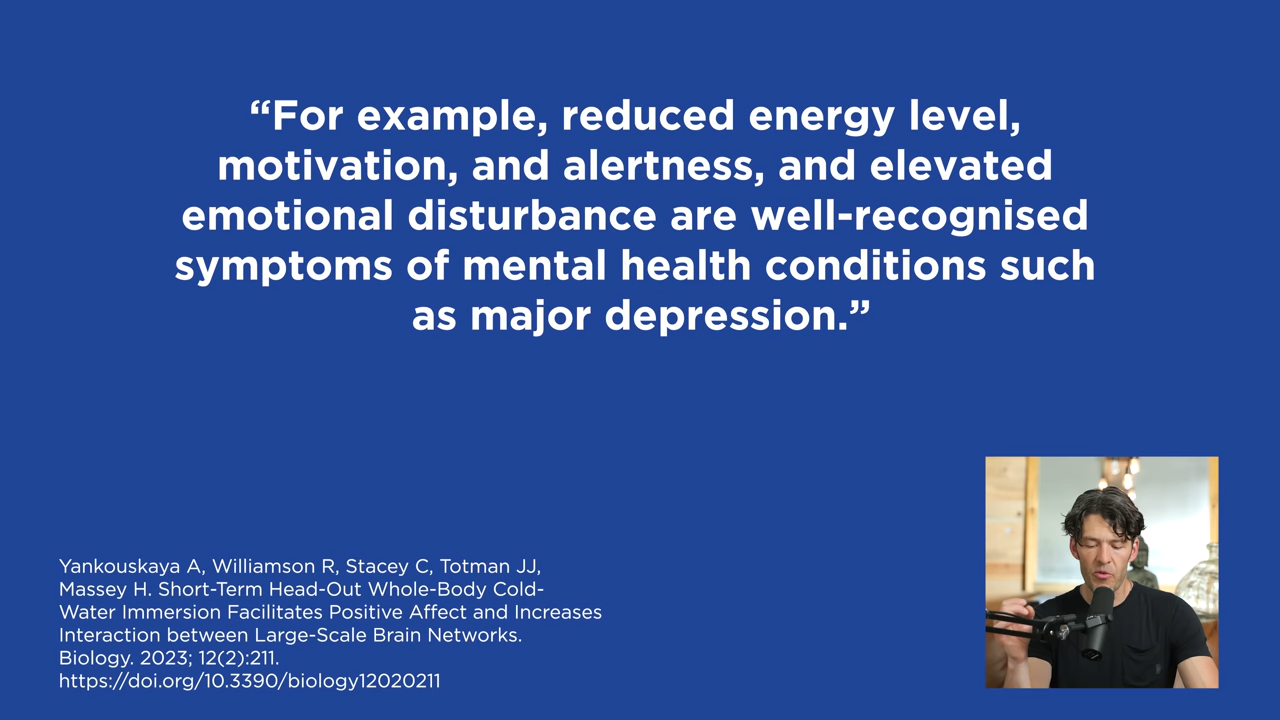 “For example, reduced energy level,
motivation, and alertness, and elevated
emotional disturbance are well-recognised
symptoms of mental health conditions such
as major depression.”
Yankouskaya A, Williamson R, Stacey C, Totman JJ,
Massey H. Short-Term Head-Out Whole-Body Cold-
Water Immersion Facilitates Positive Affect and Increases
Interaction between Large-Scale Brain Networks.
Biology. 2023; 12(2):211.
https://doi.org/10.3390/biology12020211